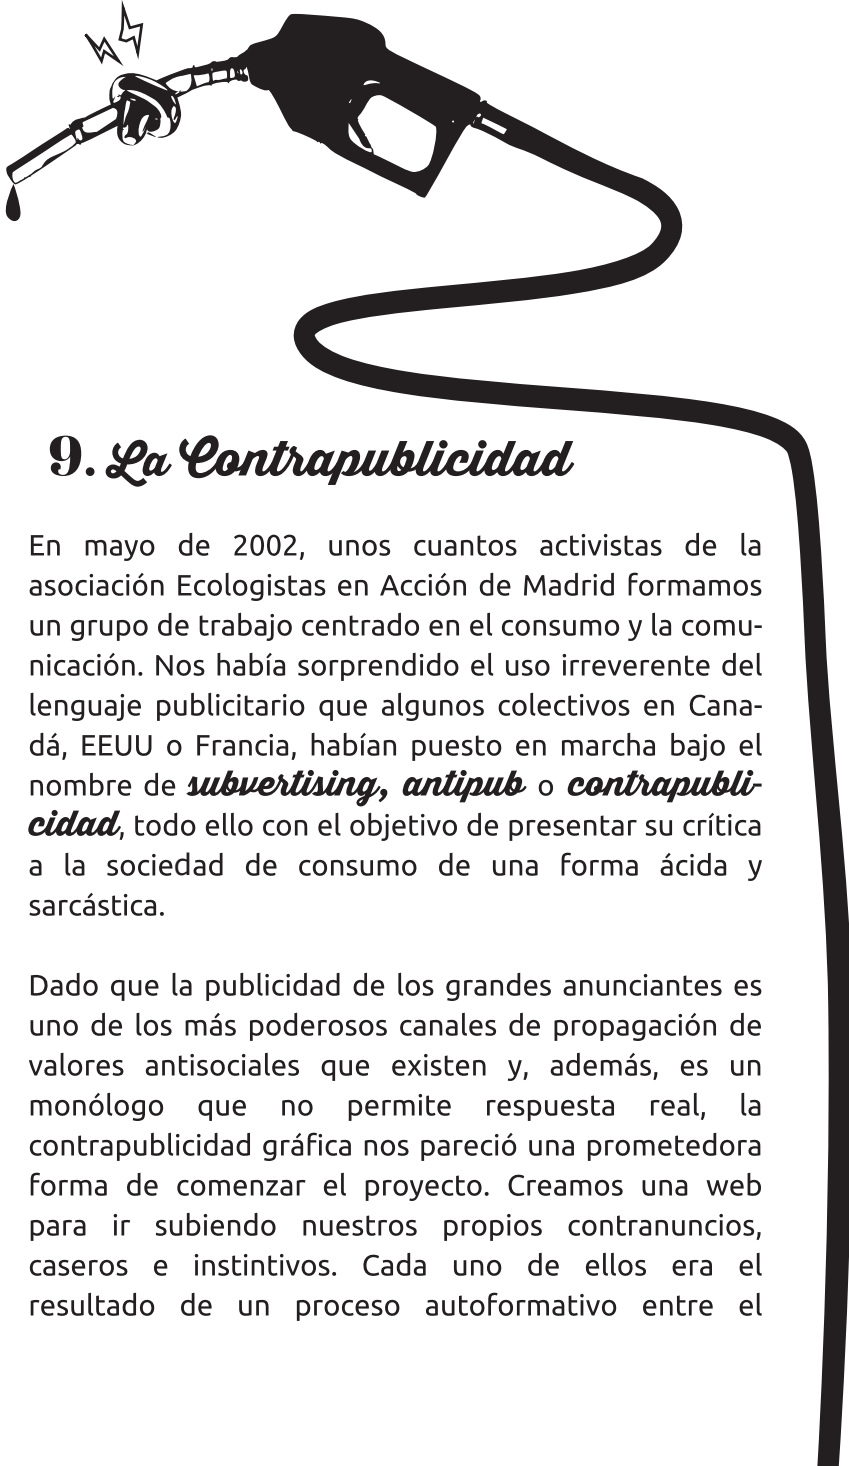 9. La Contrapublicidad
En mayo de 2002, unos cuantos activistas de la
asociación Ecologistas en Acción de Madrid formamos
un grupo de trabajo centrado en el consumo y la comu-
nicación. Nos había sorprendido el uso irreverente del
lenguaje publicitario que algunos colectivos en Cana-
dá, EEUU o Francia, habían puesto en marcha bajo el
nombre de subvertising, antipub o contrapubli-
cidad, todo ello con el objetivo de presentar su crítica
a la sociedad de consumo de una forma ácida y
sarcástica.
Dado que la publicidad de los grandes anunciantes es
uno de los más poderosos canales de propagación de
valores antisociales que existen y, además, es un
monólogo que no permite respuesta real, la
contrapublicidad gráfica nos pareció una prometedora
forma de comenzar el proyecto. Creamos una web
para ir subiendo nuestros propios contranuncios,
caseros e instintivos. Cada uno de ellos era el
resultado de un proceso autoformativo entre el